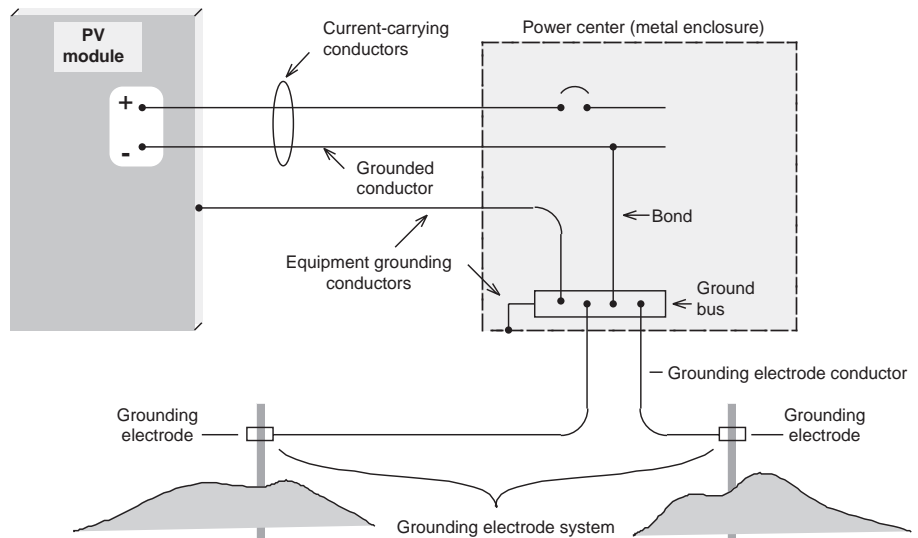 PV
module
+
-
Current-carrying
conductors
Power center (metal enclosure)
Grounded
conductor
Bond
Equipment grounding
conductors
Ground
bus
Grounding electrode conductor
Grounding
electrode
Grounding
electrode
Grounding electrode system